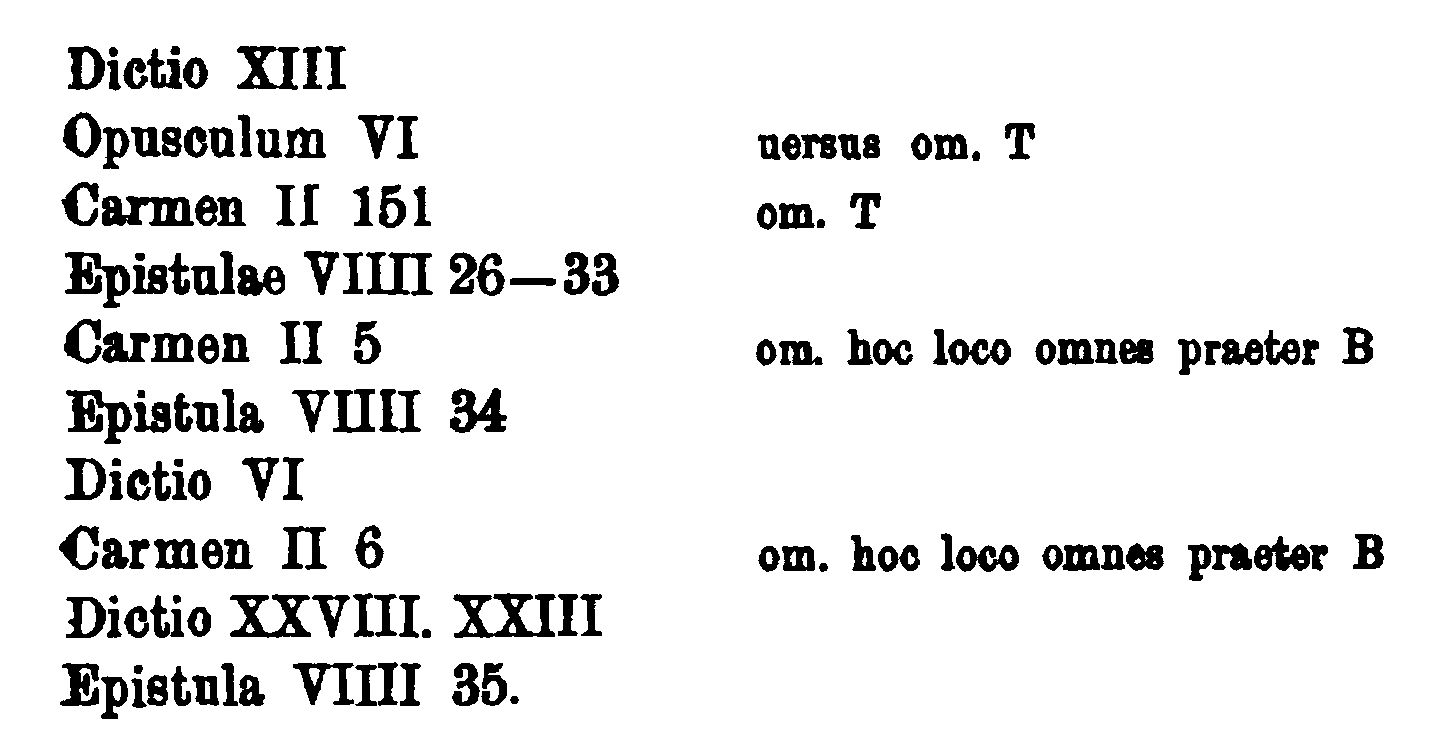 Dictio XIII
Opusculum VI uersus om. T
Carmen II 151 om. T
Epistulae VIIII 26—33
Carmen II 5 om. hoc loco omnes praeter B
Epistula VIIII 34
Dictio VI
Carmen II 6 om. hoc loco omnes praeter B
Dictio XXVIII. XXIII
Epistula VIIII 35.